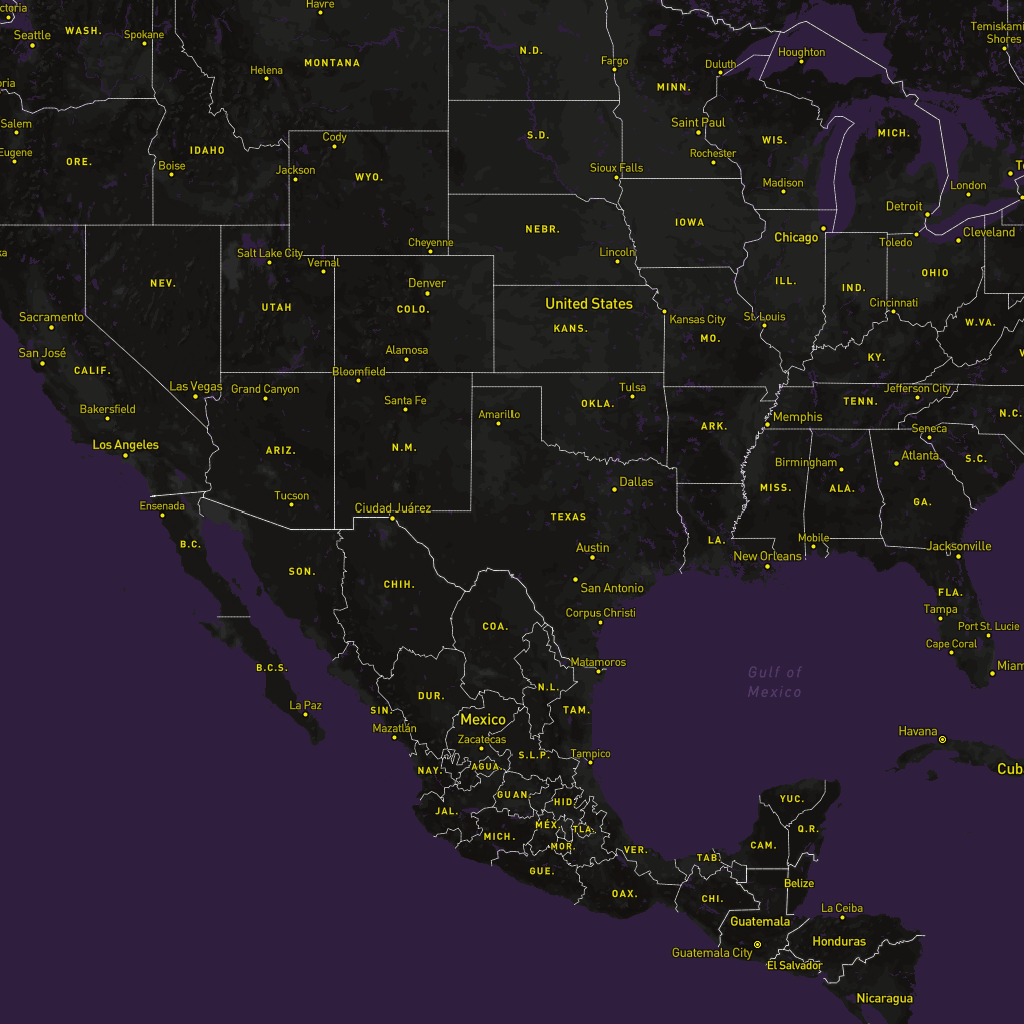 Havre
Seattle
WASH.
Spokane
N.D.
Houghton
Temiskami
Shores
MONTANA
Fargo
Duluth
Helena
MINN.
Salem
Cody
S.D.
Saint Paul
MICH.
WIS.
Eugene
ORE.
IDAHO
Boise
Jackson
WYO.
Sioux Falls
Rochester
Madison
London
Detroit
IOWA
NEBR.
Chicago
Toledo
Cleveland
Cheyenne
Salt Lake City
Vernal
Lincoln
NEV.
Denver
ILL.
IND.
OHIO
UTAH
COLO.
United States
KANS.
Cincinnati
Sacramento
Kansas City
St. Louis
W.VA.
MO.
San José
Alamosa
KY.
CALIF.
Bloomfield
Las Vegas
Grand Canyon
Tulsa
Jefferson City
Santa Fe
OKLA.
TENN.
Bakersfield
Amarillo
Memphis
N.C.
ARK.
Seneca
Los Angeles
ARIZ.
N.M.
Birmingham
Atlanta
S.C.
Dallas
MISS.
ALA.
Tucson
GA.
Ensenada
Ciudad Juárez
TEXAS
B.C.
LA.
Mobile
Austin
New Orleans
Jacksonville
SON.
CHIH.
San Antonio
FLA.
Corpus Christi
Tampa
COA.
Port St. Lucie
Cape Coral
B.C.S.
Matamoros
Miam
Gulf of
Mexico
DUR.
N.L.
La Paz
SIN.
TAM.
Mexico
Mazatlán
Havana
Zacatecas
S.L.P.
Tampico
NAY.
AGUA.
Cuba
GUAN.
HID.
YUC.
JAL.
MÉX.
TLA.
Q.R.
MICH.
MOR.
VER.
CAM.
TAB.
GUE.
Belize
OAX.
CHI.
La Ceiba
Guatemala
Honduras
Guatemala City
El Salvador
Nicaragua